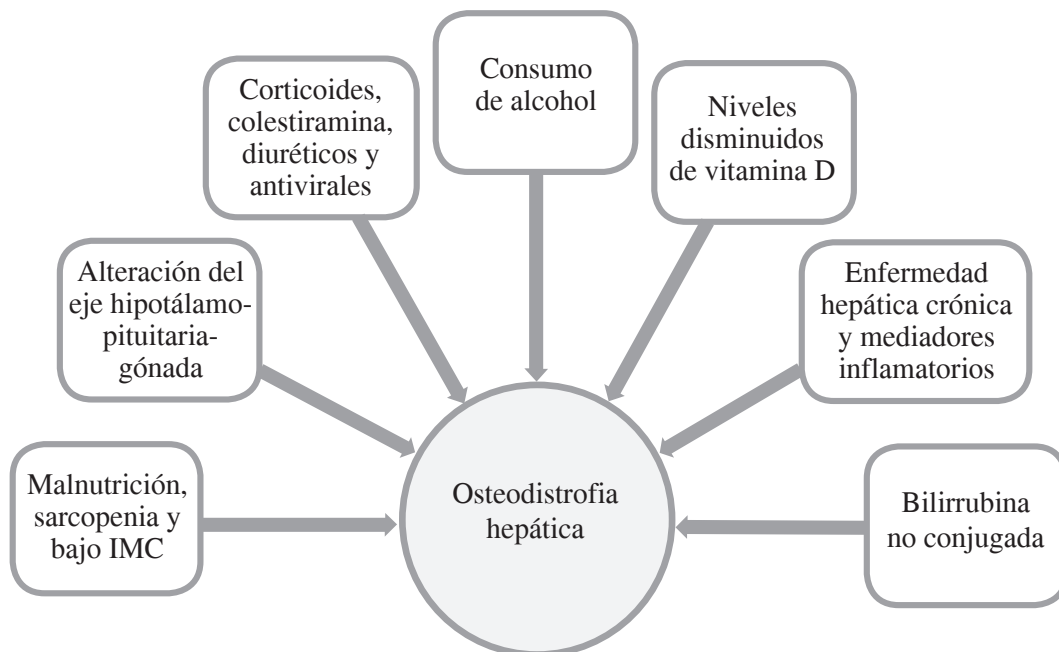 Consumo
de alcohol
Corticoides,
colestiramina,
diuréticos y
antivirales
Niveles
disminuidos
de vitamina D
Alteración del
eje hipotálamo-
pituitaria-
gónada
Enfermedad
hepática crónica
y mediadores
inflamatorios
Malnutrición,
sarcopenia y
bajo IMC
Osteodistrofia
hepática
Bilirrubina
no conjugada